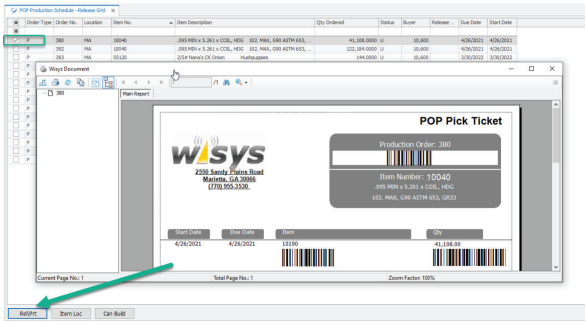 POP Production Schedule - Release Grid ×
Order Type Order No. Location Item No. Item Description Qty Ordered Status Buyer Release ... Due Date Start Date
P 380 MA 10040 .095 MIN x 5.261 x COIL, HDG 102. MAX, G90 ASTM 653, ... 41,108.0000 U 10,600 4/26/2021 4/26/2021
P 392 MA 10040 .095 MIN x 5.261 x COIL, HDG 102. MAX, G90 ASTM 653, ... 122,184.0000 U 10,600 4/26/2021 4/26/2021
P 393 MA 55120 2/5# Nana's CK Onion Hushpuppies 144.0000 U 10,600 3/30/2022 3/30/2022
P
Wisys Document
P
P
/1
P
380
Main Report
P
P
P
P
P
P
POP Pick Ticket
wisys
2550 Sandy Plains Road
Marietta, GA 30066
(770) 955.3530
Production Order: 380
Item Number: 10040
.095 MIN x 5.261 x COIL, HDG
102. MAX, G90 ASTM 653, GR33
Start Date Due Date Item Qty
4/26/2021 4/26/2021 10190 41,108.00
Current Page No.: 1 Total Page No.: 1 Zoom Factor: 100%
Rel\Prt Item Loc Can Build